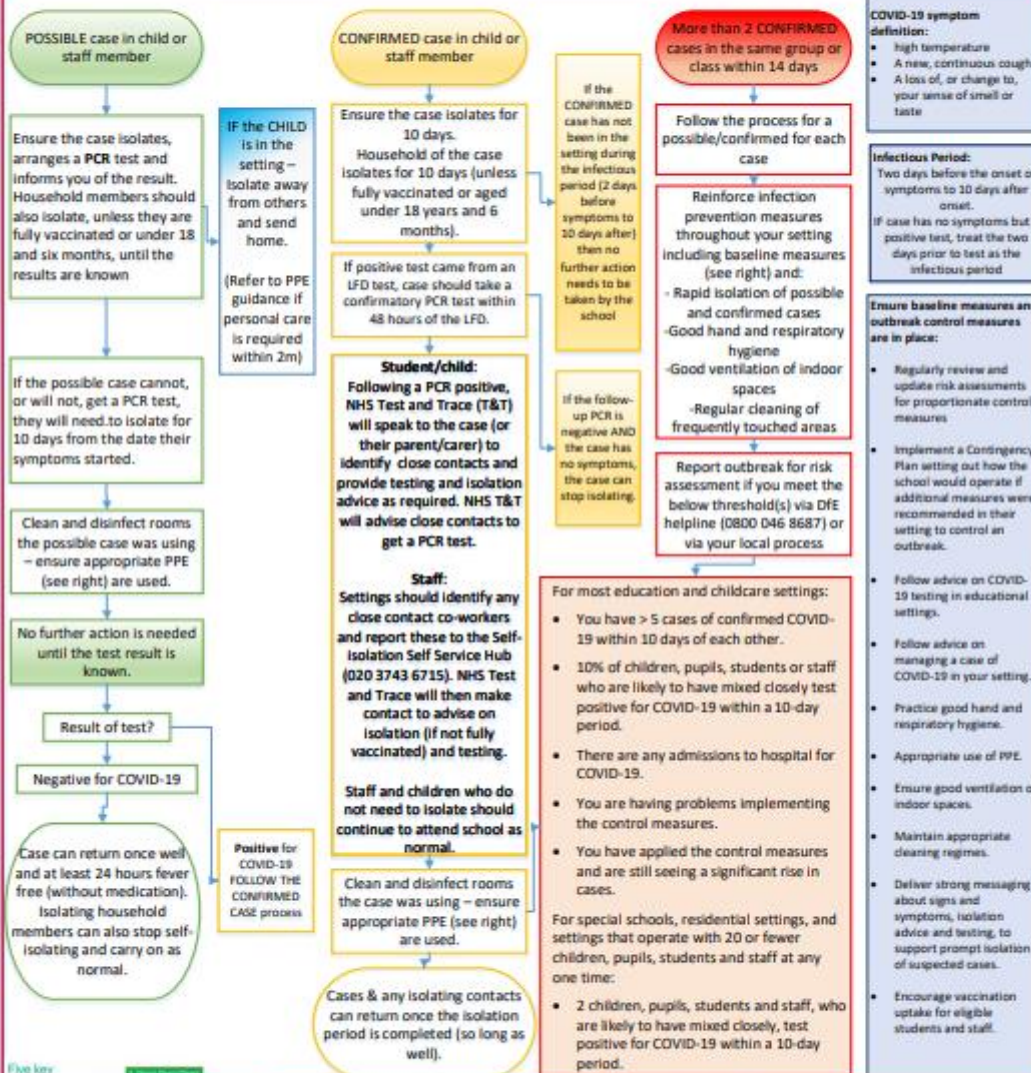 POSSIBLE case in child or
staff member
Ensure the case isolates,
arranges a PCR test and
informs you of the result.
Household members should
also isolate, unless they are
fully vaccinated or under 18
and six months, until the
results are known
IF the CHILD
is in the
setting –
Isolate away
from others
and send
home.
(Refer to PPE
guidance if
personal care
is required
within 2m)
If the possible case cannot,
or will not, get a PCR test,
they will need.to isolate for
10 days from the date their
symptoms started.
Clean and disinfect rooms
the possible case was using
– ensure appropriate PPE
(see right) are used.
No further action is needed
until the test result is
known.
Result of test?
Negative for COVID-19
Case can return once well
and at least 24 hours fever
free (without medication).
Isolating household
members can also stop self-
isolating and carry on as
normal.
Positive for
COVID-19
FOLLOW THE
CONFIRMED
CASE process
CONFIRMED case in child or
staff member
Ensure the case isolates for
10 days.
Household of the case
isolates for 10 days (unless
fully vaccinated or aged
under 18 years and 6
months).
If positive test came from an
LFD test, case should take a
confirmatory PCR test within
48 hours of the LFD.
Student/child:
Following a PCR positive,
NHS Test and Trace (T&T)
will speak to the case (or
their parent/carer) to
identify close contacts and
provide testing and isolation
advice as required. NHS T&T
will advise close contacts to
get a PCR test.
Staff:
Settings should identify any
close contact co-workers
and report these to the Self-
isolation Self Service Hub
(020 3743 6715). NHS Test
and Trace will then make
contact to advise on
isolation (if not fully
vaccinated) and testing.
Staff and children who do
not need to isolate should
continue to attend school as
normal.
Clean and disinfect rooms
the case was using – ensure
appropriate PPE (see right)
are used.
Cases & any isolating contacts
can return once the isolation
period is completed (so long as
well).
If the
CONFIRMED
case has not
been in the
setting during
the infectious
period (2 days
before
symptoms to
10 days after)
then no
further action
needs to be
taken by the
school
If the follow-
up PCR is
negative AND
the case has
no symptoms,
the case can
stop isolating.
More than 2 CONFIRMED
cases in the same group or
class within 14 days
Follow the process for a
possible/confirmed for each
case
Reinforce infection
prevention measures
throughout your setting
including baseline measures
(see right) and:
- Rapid isolation of possible
and confirmed cases
-Good hand and respiratory
hygiene
-Good ventilation of indoor
spaces
-Regular cleaning of
frequently touched areas
Report outbreak for risk
assessment if you meet the
below threshold(s) via DfE
helpline (0800 046 8687) or
via your local process
For most education and childcare settings:
• You have > 5 cases of confirmed COVID-
19 within 10 days of each other.
• 10% of children, pupils, students or staff
who are likely to have mixed closely test
positive for COVID-19 within a 10-day
period.
• There are any admissions to hospital for
COVID-19.
• You are having problems implementing
the control measures.
• You have applied the control measures
and are still seeing a significant rise in
cases.
For special schools, residential settings, and
settings that operate with 20 or fewer
children, pupils, students and staff at any
one time:
• 2 children, pupils, students and staff, who
are likely to have mixed closely, test
positive for COVID-19 within a 10-day
period.
COVID-19 symptom
definition:
• high temperature
• A new, continuous cough
• A loss of, or change to,
your sense of smell or
taste
Infectious Period:
Two days before the onset
symptoms to 10 days after
onset.
IF case has no symptoms but
positive test, treat the two
days prior to test as the
infectious period
Ensure baseline measures
outbreak control measures
are in place:
• Regularly review and
update risk assessments
for proportionate control
measures
• Implement a Contingency
Plan setting out how the
school would operate if
additional measures were
recommended in their
setting to control an
outbreak.
• Follow advice on COVID-
19 testing in educational
settings.
• Follow advice on
managing a case of
COVID-19 in your setting.
• Practice good hand and
respiratory hygiene.
• Appropriate use of PPE.
• Ensure good ventilation
indoor spaces.
• Maintain appropriate
cleaning regimes.
• Deliver strong messaging
about signs and
symptoms, isolation
advice and testing, to
support prompt isolation
of suspected cases.
• Encourage vaccination
uptake for eligible
students and staff.
Five key